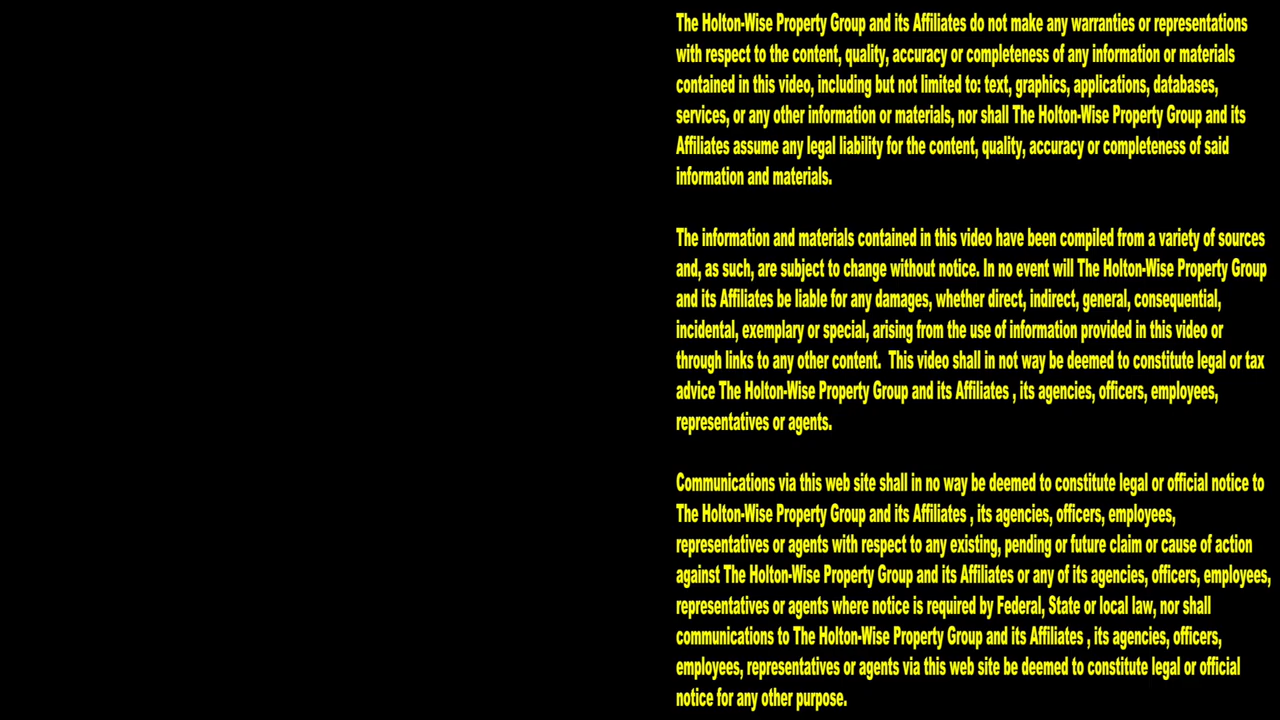 The Holton-Wise Property Group and its Affiliates do not make any warranties or representations
with respect to the content, quality, accuracy or completeness of any information or materials
contained in this video, including but not limited to: text, graphics, applications, databases,
services, or any other information or materials, nor shall The Holton-Wise Property Group and its
Affiliates assume any legal liability for the content, quality, accuracy or completeness of said
information and materials.
The information and materials contained in this video have been compiled from a variety of sources
and, as such, are subject to change without notice. In no event will The Holton-Wise Property Group
and its Affiliates be liable for any damages, whether direct, indirect, general, consequential,
incidental, exemplary or special, arising from the use of information provided in this video or
through links to any other content.  This video shall in not way be deemed to constitute legal or tax
advice The Holton-Wise Property Group and its Affiliates , its agencies, officers, employees,
representatives or agents.
Communications via this web site shall in no way be deemed to constitute legal or official notice to
The Holton-Wise Property Group and its Affiliates , its agencies, officers, employees,
representatives or agents with respect to any existing, pending or future claim or cause of action
against The Holton-Wise Property Group and its Affiliates or any of its agencies, officers, employees,
representatives or agents where notice is required by Federal, State or local law, nor shall
communications to The Holton-Wise Property Group and its Affiliates , its agencies, officers,
employees, representatives or agents via this web site be deemed to constitute legal or official
notice for any other purpose.